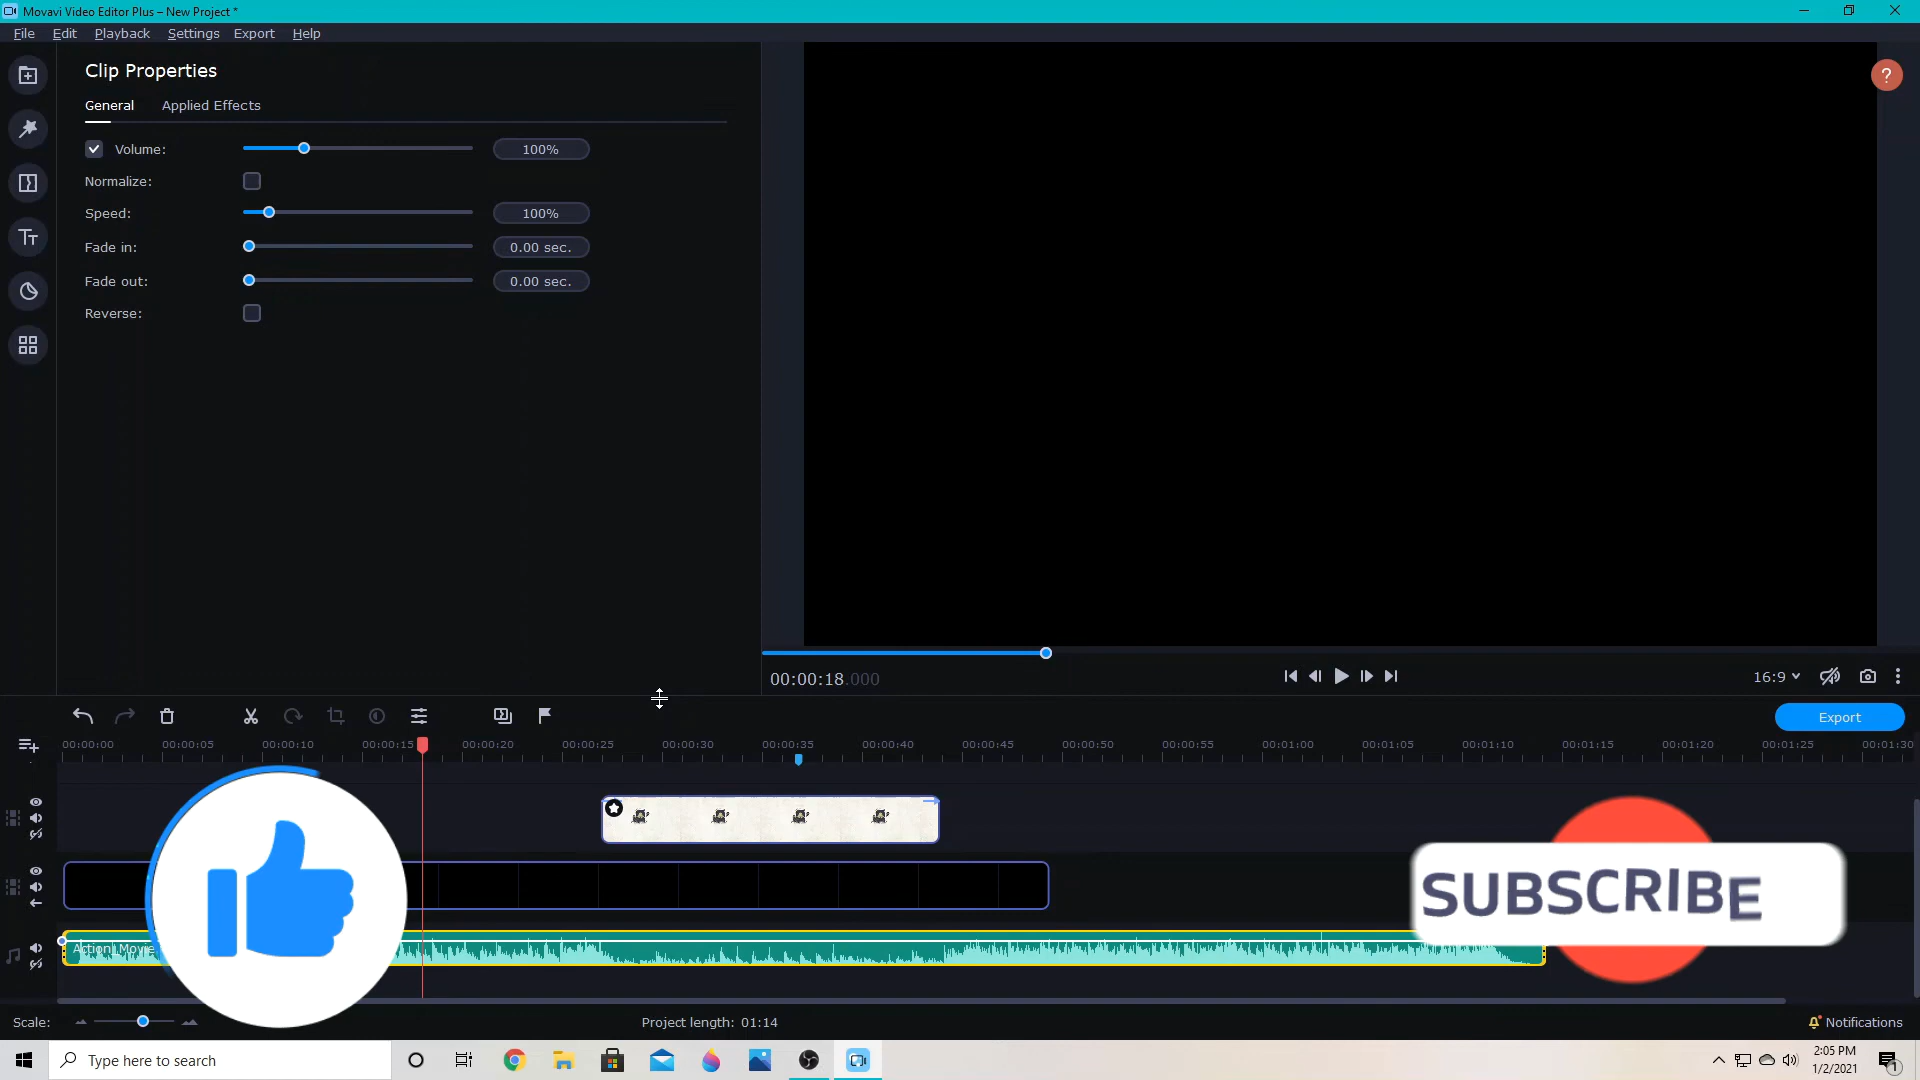 Movavi Video Editor Plus – New Project *
File Edit Playback Settings Export Help
Clip Properties
General Applied Effects
Volume: 100%
Normalize:
Speed: 100%
Fade in: 0.00 sec.
Fade out: 0.00 sec.
Reverse:
?
00:00:18.000
16:9
Export
00:00:00 00:00:05 00:00:10 00:00:15 00:00:20 00:00:25 00:00:30 00:00:35 00:00:40 00:00:45 00:00:50 00:00:55 00:01:00 00:01:05 00:01:10 00:01:15 00:01:20 00:01:25 00:01:30
SUBSCRIBE
Action Movie
Scale: Project length: 01:14 Notifications
Type here to search
2:05 PM
1/2/2021
1